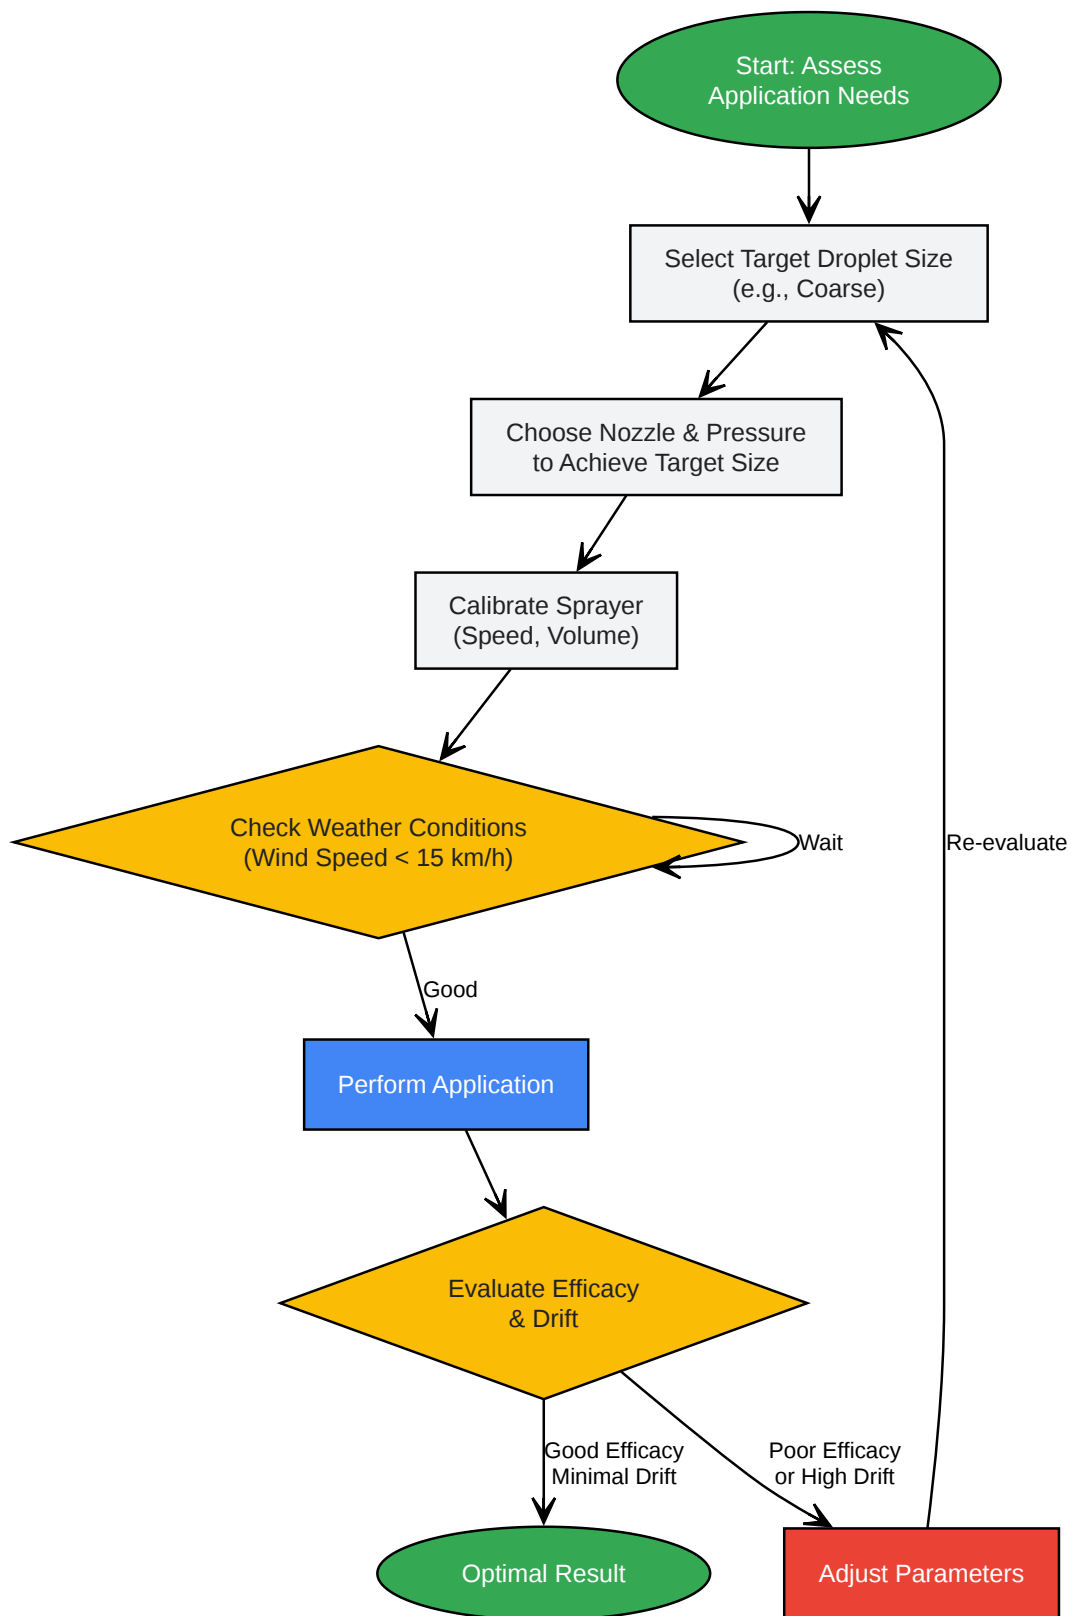 Start: Assess
Application Needs
Select Target Droplet Size
(e.g., Coarse)
Choose Nozzle & Pressure
to Achieve Target Size
Calibrate Sprayer
(Speed, Volume)
Check Weather Conditions
(Wind Speed < 15 km/h)
Wait
Re-evaluate
Good
Perform Application
Evaluate Efficacy
& Drift
Good Efficacy
Minimal Drift
Poor Efficacy
or High Drift
Optimal Result
Adjust Parameters